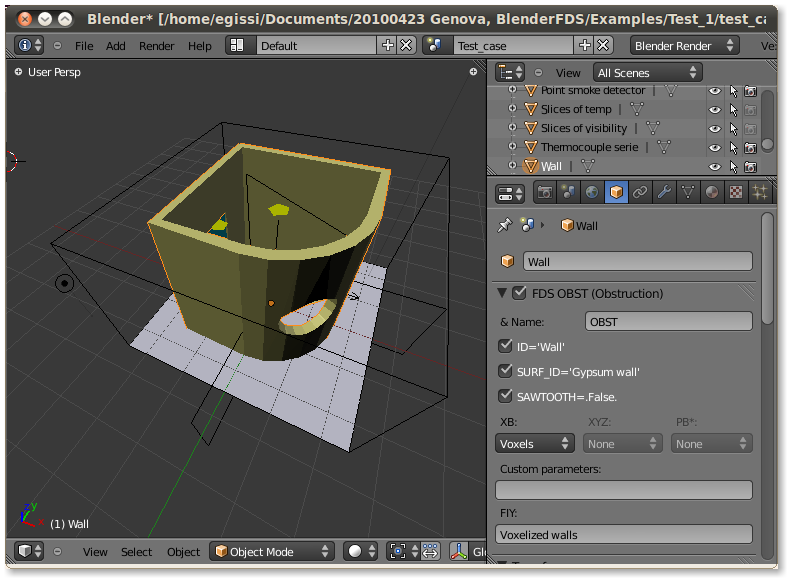 Blender* [/home/egissi/Documents/20100423 Genova, BlenderFDS/Examples/Test_1/test_ca
File Add Render Help Default Test_case Blender Render Ve:
User Persp
View All Scenes
Point smoke detector
Slices of temp
Slices of visibility
Thermocouple serie
Wall
Wall
Wall
FDS OBST (Obstruction)
& Name: OBST
ID='Wall'
SURF_ID='Gypsum wall'
SAWTOOTH=.False.
XB: XYZ: PB*:
Voxels None None
Custom parameters:
FIY:
Voxelized walls
z y
(1) Wall
View Select Object Object Mode Glo